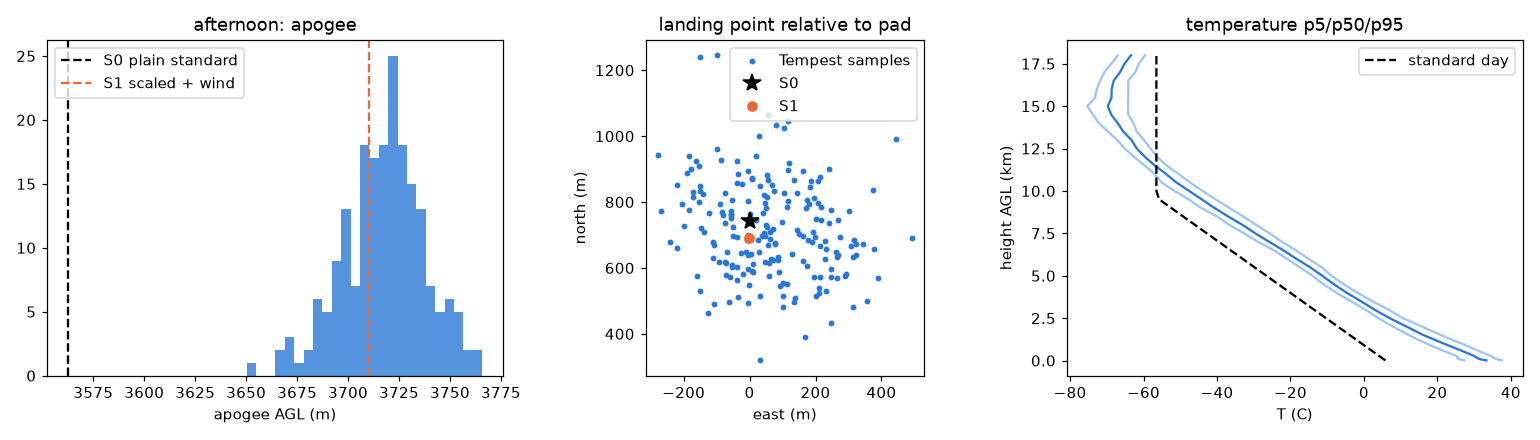 afternoon: apogee
25
20
15
10
5
0
S0 plain standard
S1 scaled + wind
3575 3600 3625 3650 3675 3700 3725 3750 3775
apogee AGL (m)
landing point relative to pad
1200
1000
800
600
400
north (m)
Tempest samples
S0
S1
−200 0 200 400
east (m)
temperature p5/p50/p95
17.5
15.0
12.5
10.0
7.5
5.0
2.5
0.0
height AGL (km)
standard day
−80 −60 −40 −20 0 20 40
T (C)